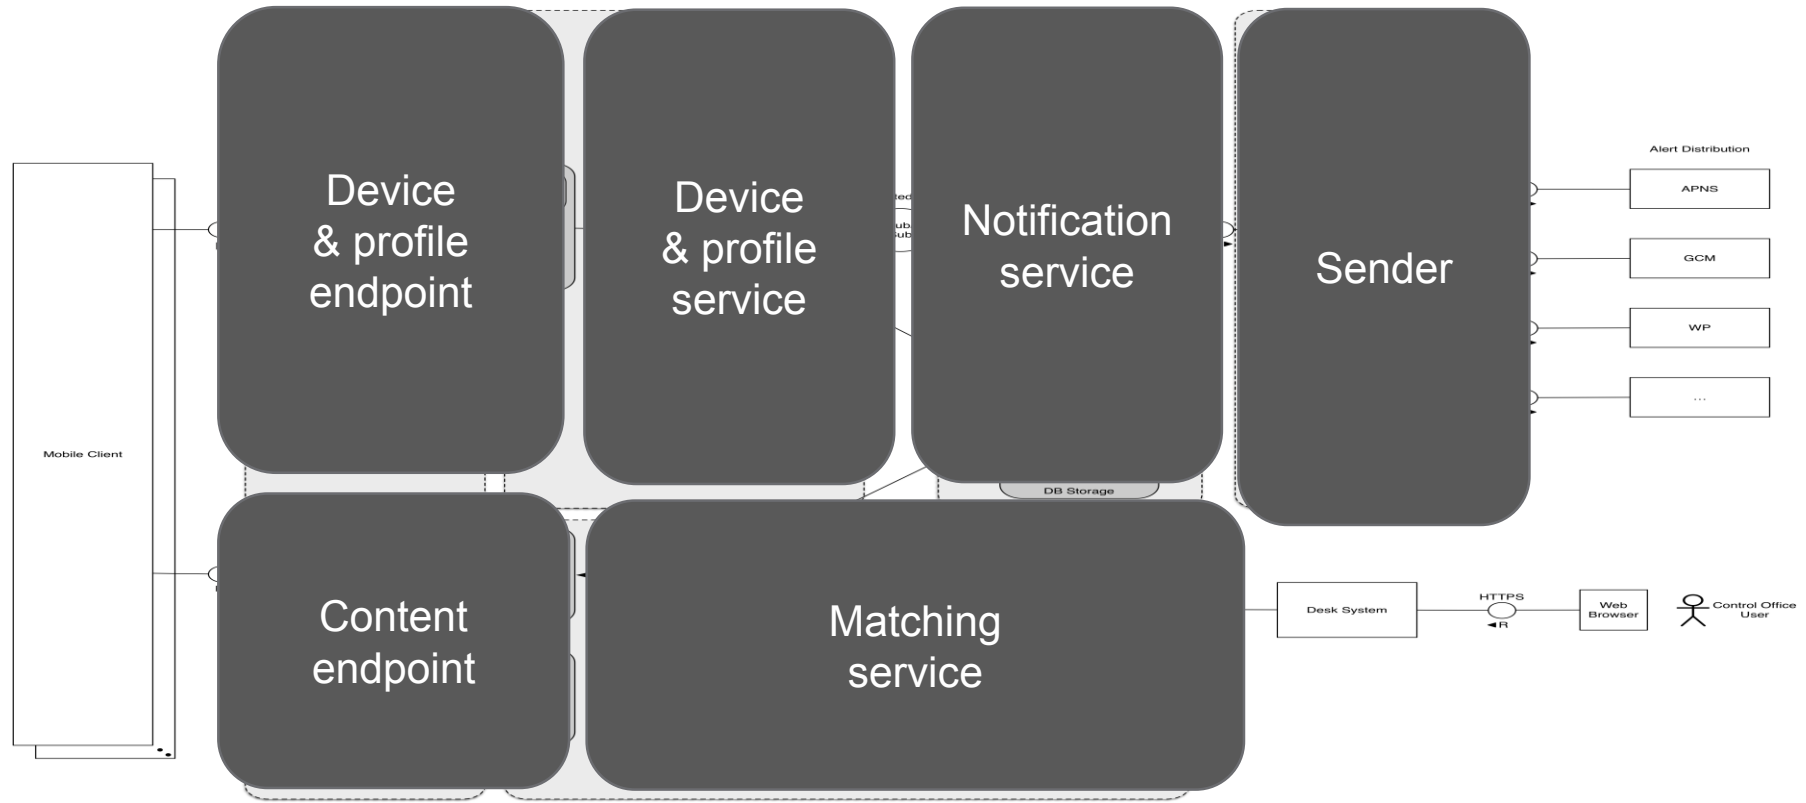 Mobile Client
Device
& profile
endpoint
Device
& profile
service
Notification
service
Sender
Alert Distribution
APNS
GCM
WP
...
DB Storage
Content
endpoint
Matching
service
Desk System
HTTPS
R
Web
Browser
Control Office
User